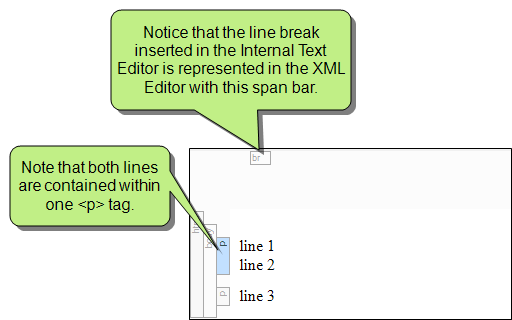 Notice that the line break
inserted in the Internal Text
Editor is represented in the XML
Editor with this span bar.
br
Note that both lines
are contained within
one <p> tag.
p
line 1
line 2
p
line 3